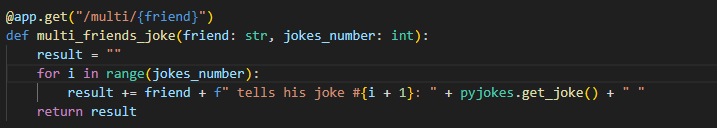 @app.get("/multi/{friend}")
def multi_friends_joke(friend: str, jokes_number: int):
    result = ""
    for i in range(jokes_number):
        result += friend + f" tells his joke #{i + 1}: " + pyjokes.get_joke() + " "
    return result